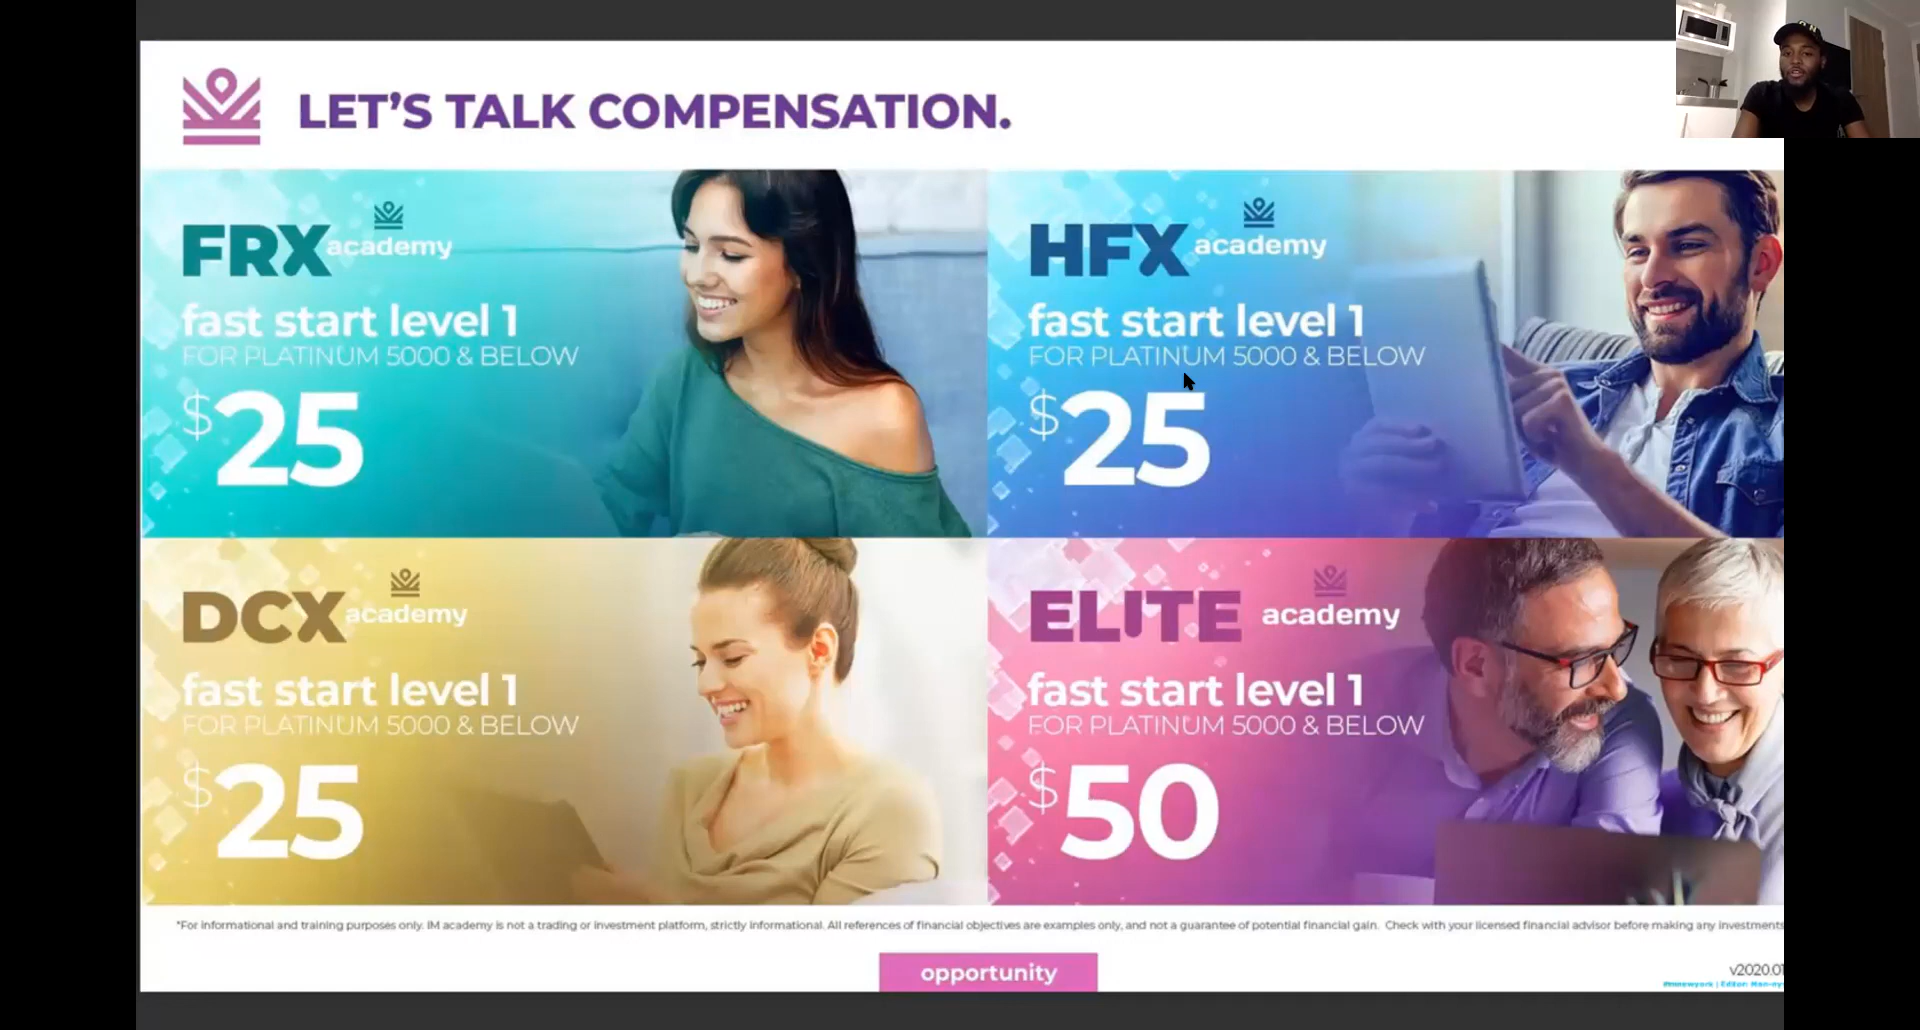 LET'S TALK COMPENSATION.
FRX academy
fast start level 1
FOR PLATINUM 5000 & BELOW
$25
HFX academy
fast start level 1
FOR PLATINUM 5000 & BELOW
$25
DCX academy
fast start level 1
FOR PLATINUM 5000 & BELOW
$25
ELITE academy
fast start level 1
FOR PLATINUM 5000 & BELOW
$50
*For informational and training purposes only. IM academy is not a trading or investment platform, strictly informational. All references of financial objectives are examples only, and not a guarantee of potential financial gain. Check with your licensed financial advisor before making any investments
opportunity
v2020.01